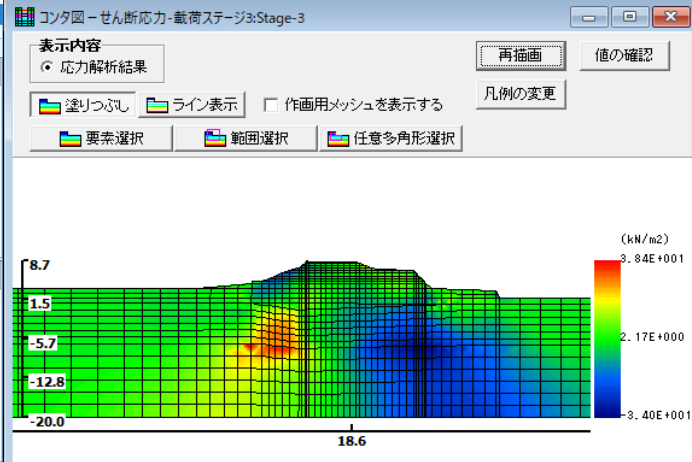 コンタ図－せん断応力-載荷ステージ3:Stage-3
表示内容
応力解析結果
再描画
値の確認
塗りつぶし
ライン表示
作画用メッシュを表示する
凡例の変更
要素選択
範囲選択
任意多角形選択
(kN/m2)
3.84E+001
8.7
1.5
2.17E+000
-5.7
-12.8
-3.40E+001
-20.0
18.6